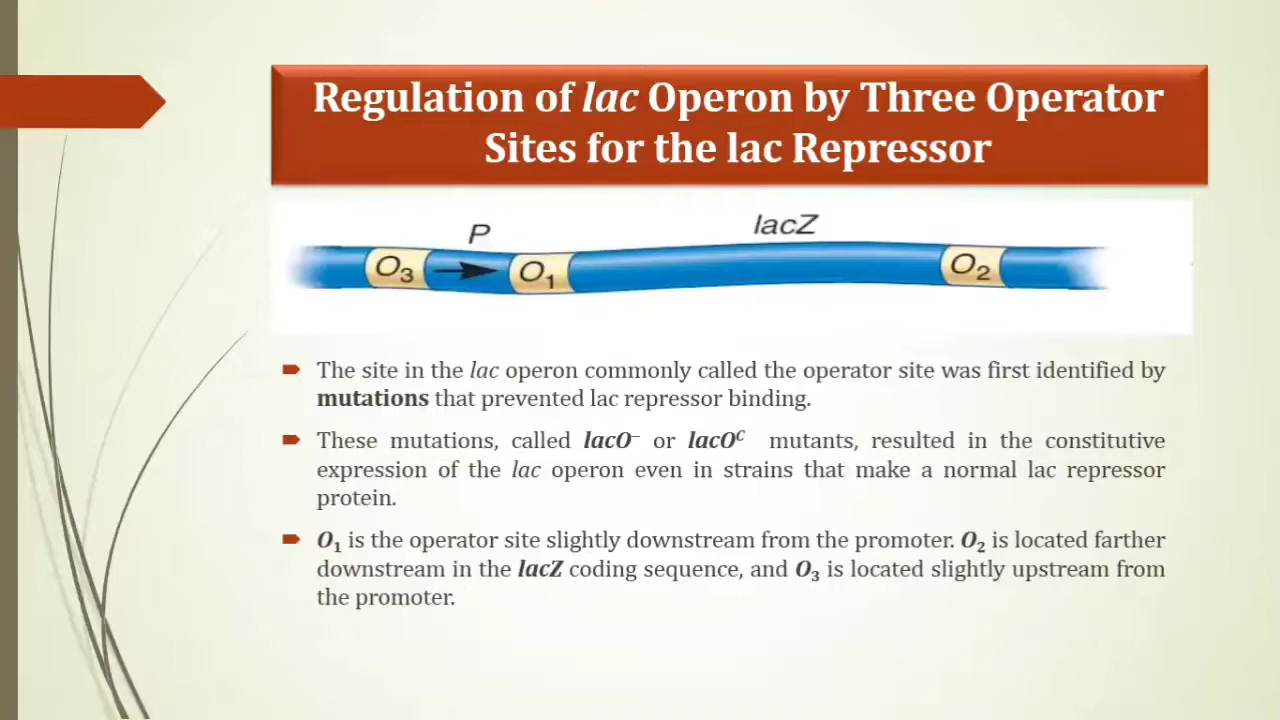 Regulation of lac Operon by Three Operator
Sites for the lac Repressor
P
lacZ
O₃
O₁
O₂
The site in the lac operon commonly called the operator site was first identified by
mutations that prevented lac repressor binding.
These mutations, called lacO⁻ or lacOᶜ mutants, resulted in the constitutive
expression of the lac operon even in strains that make a normal lac repressor
protein.
O₁ is the operator site slightly downstream from the promoter. O₂ is located farther
downstream in the lacZ coding sequence, and O₃ is located slightly upstream from
the promoter.